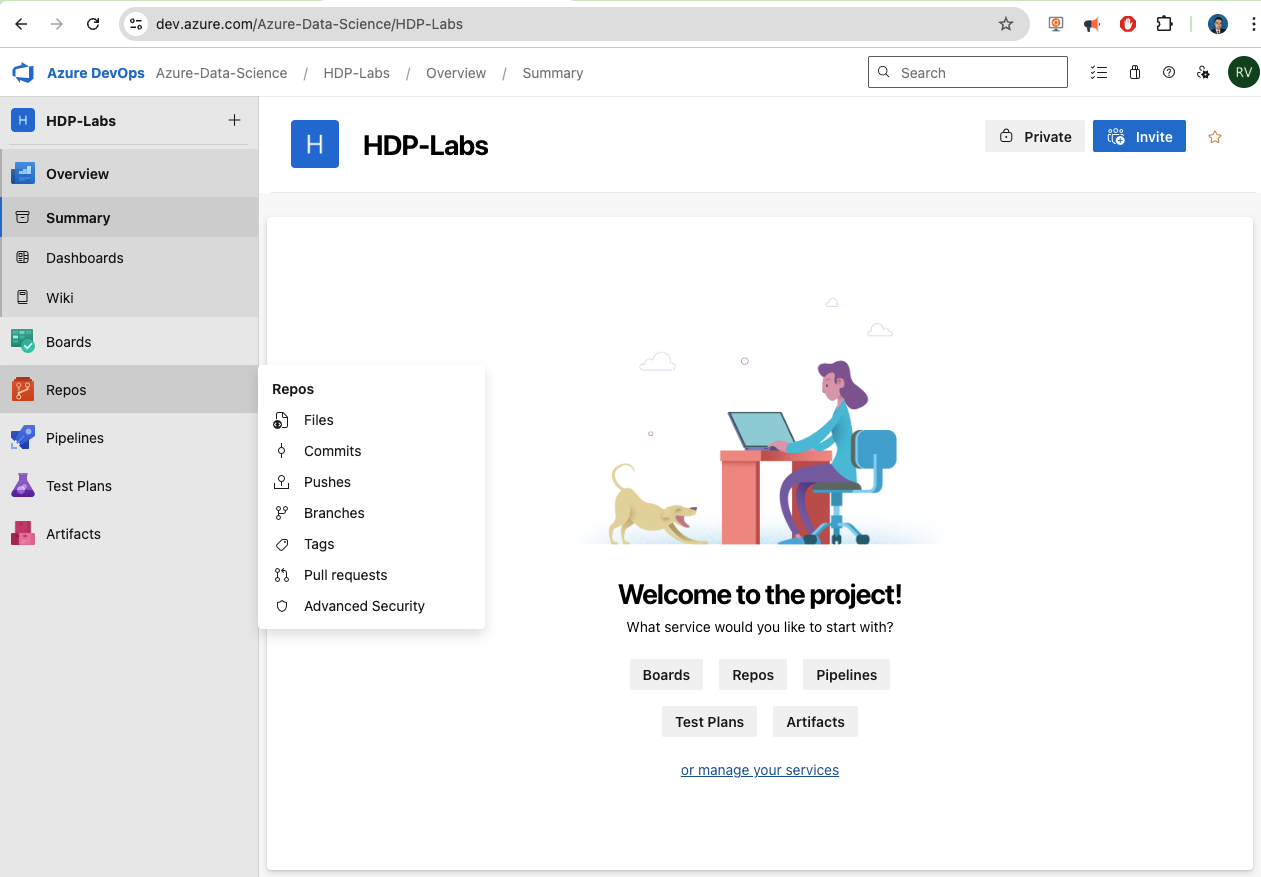 dev.azure.com/Azure-Data-Science/HDP-Labs
Azure DevOps Azure-Data-Science / HDP-Labs / Overview / Summary
Search
RV
H HDP-Labs
Overview
Summary
Dashboards
Wiki
Boards
Repos
Pipelines
Test Plans
Artifacts
H HDP-Labs
Private
Invite
Repos
Files
Commits
Pushes
Branches
Tags
Pull requests
Advanced Security
Welcome to the project!
What service would you like to start with?
Boards Repos Pipelines
Test Plans Artifacts
or manage your services